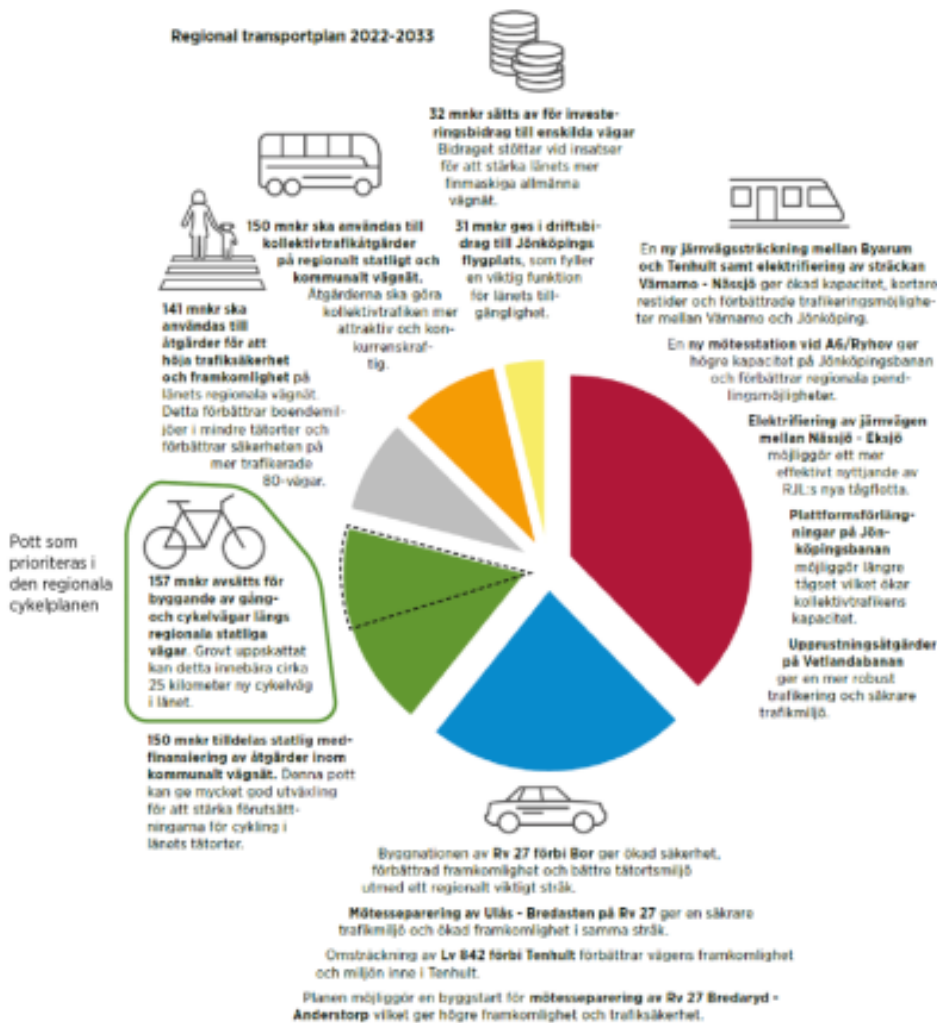 Regional transportplan 2022-2033
32 mnkr sätts av för investe-
ringsbidrag till enskilda vägar
Bidraget stöttar vid insatser
för att stärka länets mer
finmaskiga allmänna
vägnät.
150 mnkr ska användas till
kollektivtrafikåtgärder
på regionalt statligt och
kommunalt vägnät.
Åtgärderna ska göra
kollektivtrafiken mer
attraktiv och kon-
kurrenskraf-
tig.
31 mnkr ges i driftsbi-
drag till Jönköpings
flygplats, som fyller
en viktig funktion
för länets till-
gänglighet.
En ny järnvägssträckning mellan Byarum
och Tenhult samt elektrifiering av sträckan
Värnamo - Nässjö ger ökad kapacitet, kortare
restider och förbättrade trafikeringsmöjlighe-
ter mellan Värnamo och Jönköping.
En ny mötesstation vid A6/Ryhov ger
högre kapacitet på Jönköpingsbanan
och förbättrar regionala pend-
lingsmöjligheter.
Elektrifiering av järnvägen
mellan Nässjö - Eksjö
möjliggör ett mer
effektivt nyttjande av
RJL:s nya tågflotta.
Plattformsförläng-
ningar på Jön-
köpingsbanan
möjliggör längre
tågset vilket ökar
kollektivtrafikens
kapacitet.
Upprustningsåtgärder
på Vetlandabanan
ger en mer robust
trafikering och säkrare
trafikmiljö.
141 mnkr ska
användas till
åtgärder för att
höja trafiksäkerhet
och framkomlighet på
länets regionala vägnät.
Detta förbättrar boendemil-
jöer i mindre tätorter och
förbättrar säkerheten på
mer trafikerade
80-vägar.
Pott som
prioriteras i
den regionala
cykelplanen
157 mnkr avsätts för
byggande av gång-
och cykelvägar längs
regionala statliga
vägar. Grovt uppskattat
kan detta innebära cirka
25 kilometer ny cykelväg
i länet.
150 mnkr tilldelas statlig med-
finansiering av åtgärder inom
kommunalt vägnät. Denna pott
kan ge mycket god utväxling
för att stärka förutsätt-
ningarna för cykling i
länets tätorter.
Byggnationen av Rv 27 förbi Bor ger ökad säkerhet,
förbättrad framkomlighet och bättre tätortsmiljö
utmed ett regionalt viktigt stråk.
Mötesseparering av Ulås - Bredasten på Rv 27 ger en säkrare
trafikmiljö och ökad framkomlighet i samma stråk.
Omsträckning av Lv 842 förbi Tenhult förbättrar vägens framkomlighet
och miljön inne i Tenhult.
Planen möjliggör en byggstart för mötesseparering av Rv 27 Bredaryd -
Anderstorp vilket ger högre framkomlighet och trafiksäkerhet.